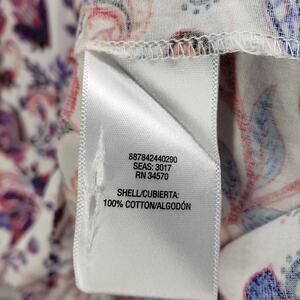 887842440290
SEAS: 3017
RN 34570
SHELL/CUBIERTA:
100% COTTON/ALGODÓN